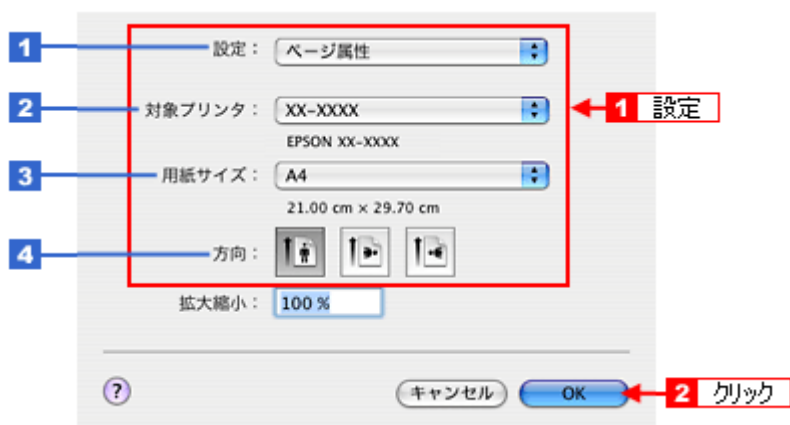 1 設定： ページ属性
2 対象プリンタ： XX-XXXX 1 設定
EPSON XX-XXXX
3 用紙サイズ： A4
21.00 cm × 29.70 cm
4 方向：
拡大縮小： 100 %
? キャンセル OK 2 クリック